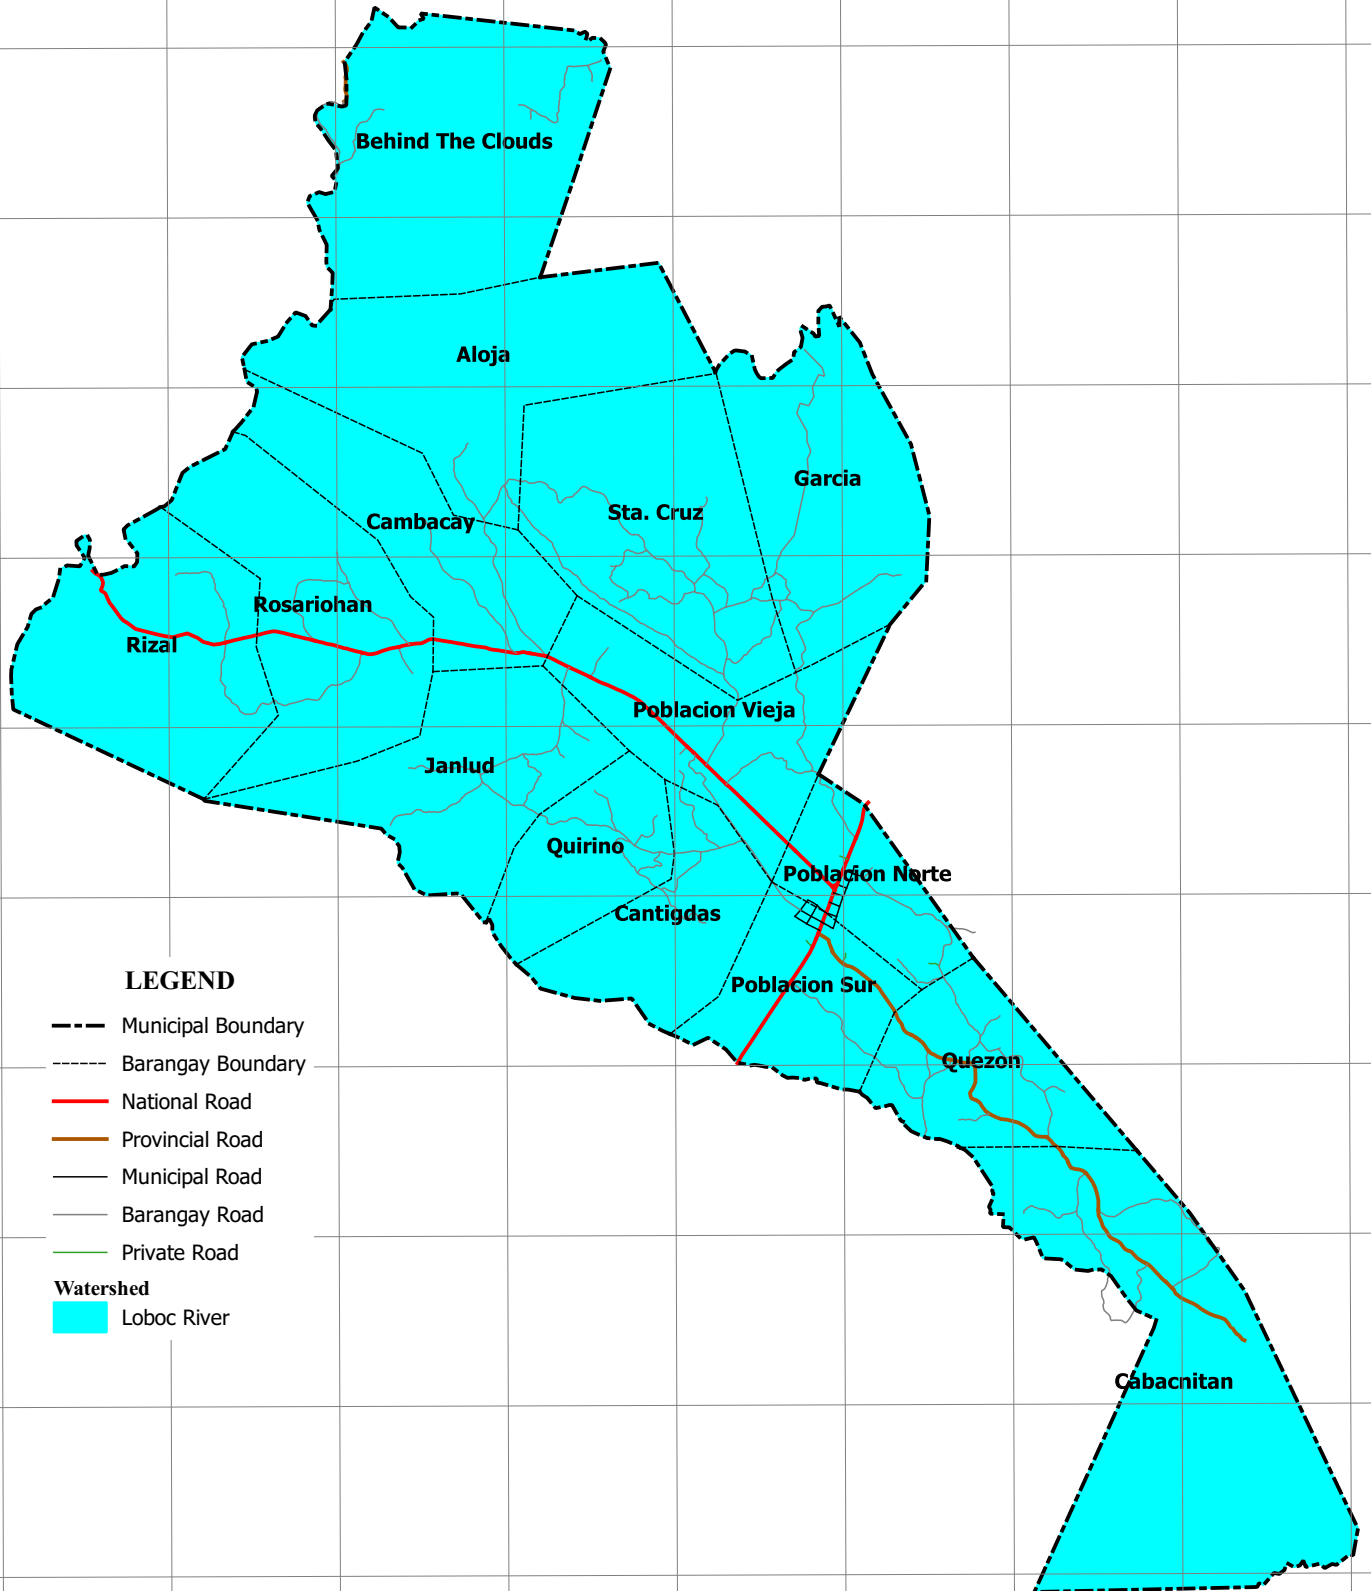 Behind The Clouds
Aloja
Garcia
Sta. Cruz
Cambacay
Rosariohan
Rizal
Poblacion Vieja
Janlud
Quirino
Poblacion Norte
Cantigdas
Poblacion Sur
Quezon
Cabacnitan
LEGEND
Municipal Boundary
Barangay Boundary
National Road
Provincial Road
Municipal Road
Barangay Road
Private Road
Watershed
Loboc River